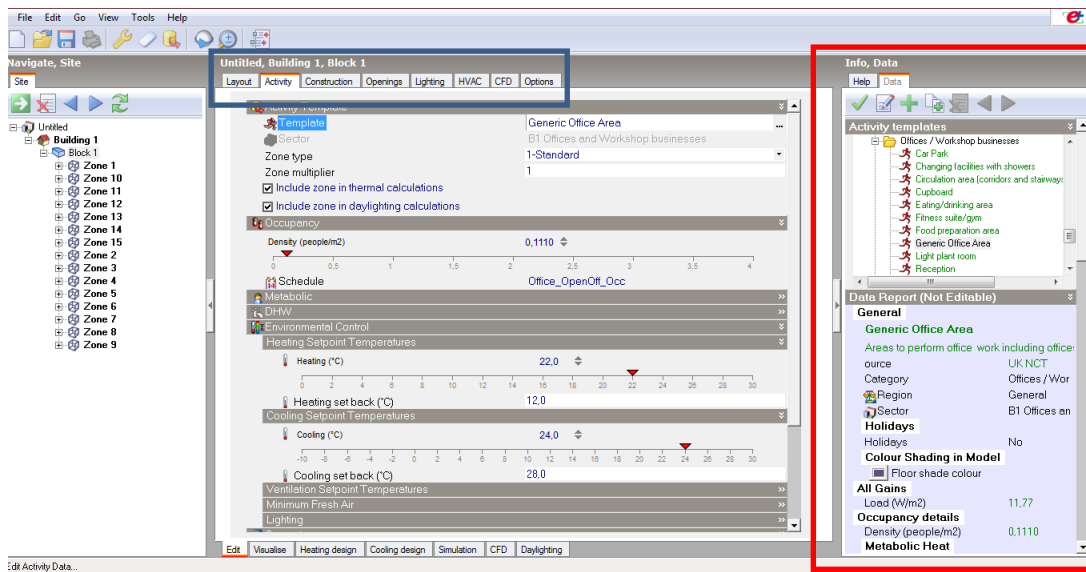 File Edit Go View Tools Help
Navigate, Site
Site
Untitled
Building 1
Block 1
Zone 1
Zone 10
Zone 11
Zone 12
Zone 13
Zone 14
Zone 15
Zone 2
Zone 3
Zone 4
Zone 5
Zone 6
Zone 7
Zone 8
Zone 9
Untitled, Building 1, Block 1
Layout Activity Construction Openings Lighting HVAC CFD Options
Activity Template
Template Generic Office Area ...
Sector B1 Offices and Workshop businesses
Zone type 1-Standard
Zone multiplier 1
Include zone in thermal calculations
Include zone in daylighting calculations
Occupancy
Density (people/m2) 0,1110
0 0,5 1 1,5 2 2,5 3 3,5 4
Schedule Office_OpenOff_Occ
Metabolic
DHW
Environmental Control
Heating Setpoint Temperatures
Heating (°C) 22,0
0 2 4 6 8 10 12 14 16 18 20 22 24 26 28 30
Heating set back (°C) 12,0
Cooling Setpoint Temperatures
Cooling (°C) 24,0
-10 -8 -6 -4 -2 0 2 4 6 8 10 12 14 16 18 20 22 24 26 28 30
Cooling set back (°C) 28,0
Ventilation Setpoint Temperatures
Minimum Fresh Air
Lighting
Edit Visualise Heating design Cooling design Simulation CFD Daylighting
Info, Data
Help Data
Activity templates
Offices / Workshop businesses
Car Park
Changing facilities with showers
Circulation area (corridors and stairways
Cupboard
Eating/drinking area
Fitness suite/gym
Food preparation area
Generic Office Area
Light plant room
Reception
Data Report (Not Editable)
General
Generic Office Area
Areas to perform office work including offices
ource UK NCT
Category Offices / Wor
Region General
Sector B1 Offices an
Holidays
Holidays No
Colour Shading in Model
Floor shade colour
All Gains
Load (W/m2) 11,77
Occupancy details
Density (people/m2) 0,1110
Metabolic Heat
Edit Activity Data...